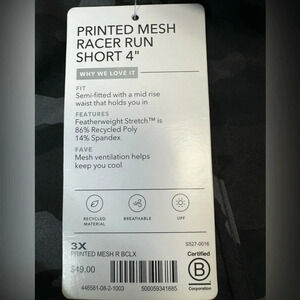 PRINTED MESH
RACER RUN
SHORT 4"
WHY WE LOVE IT
FIT
Semi-fitted with a mid rise
waist that holds you in
FEATURES
Featherweight Stretch™ is
86% Recycled Poly
14% Spandex
FAVE
Mesh ventilation helps
keep you cool
RECYCLED
MATERIAL
BREATHABLE
UPF
3X
S527-0016
PRINTED MESH R BCLX
$49.00
Certified
B
Corporation
446581-08-2-1003
500059341685